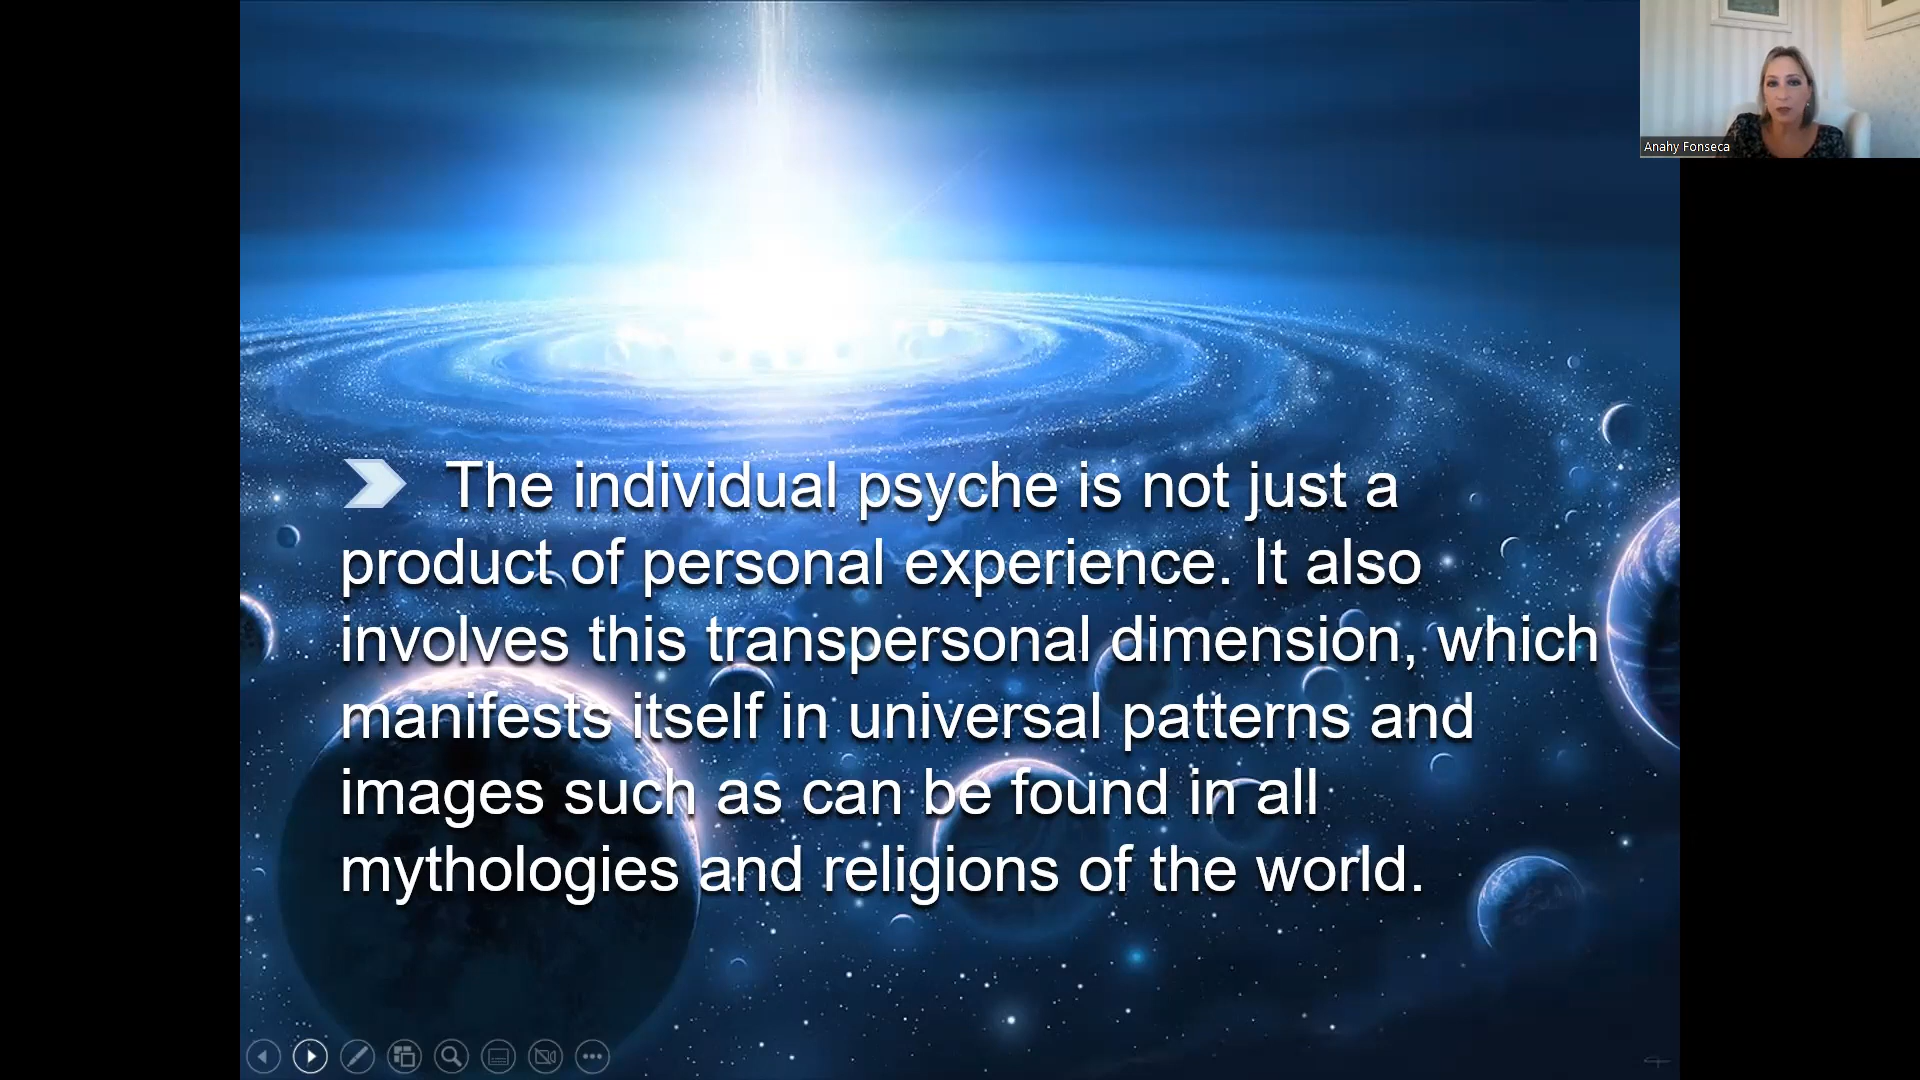 Anahy Fonseca
The individual psyche is not just a
product of personal experience. It also
involves this transpersonal dimension, which
manifests itself in universal patterns and
images such as can be found in all
mythologies and religions of the world.